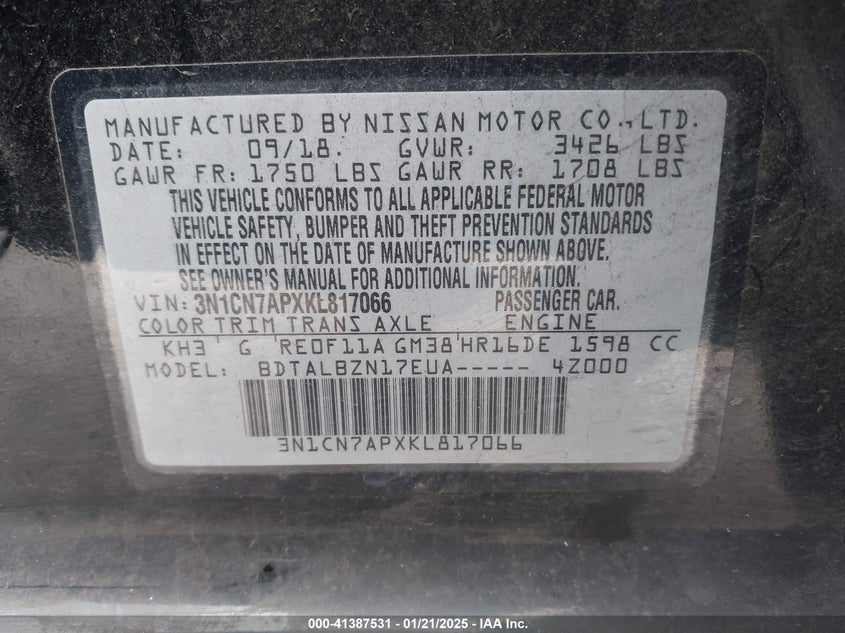 MANUFACTURED BY NISSAN MOTOR CO., LTD.
DATE: 09/18. GVWR: 3426 LBS
GAWR FR: 1750 LBS GAWR RR: 1708 LBS
THIS VEHICLE CONFORMS TO ALL APPLICABLE FEDERAL MOTOR
VEHICLE SAFETY, BUMPER AND THEFT PREVENTION STANDARDS
IN EFFECT ON THE DATE OF MANUFACTURE SHOWN ABOVE.
SEE OWNER'S MANUAL FOR ADDITIONAL INFORMATION.
VIN: 3N1CN7APXKL817066 PASSENGER CAR.
COLOR TRIM TRANS AXLE ENGINE
KH3 G RE0F11A GM38 HR16DE 1598 CC
MODEL: BDTALBZN17EUA----- 4Z000
3N1CN7APXKL817066
000-41387531 - 01/21/2025 - IAA Inc.